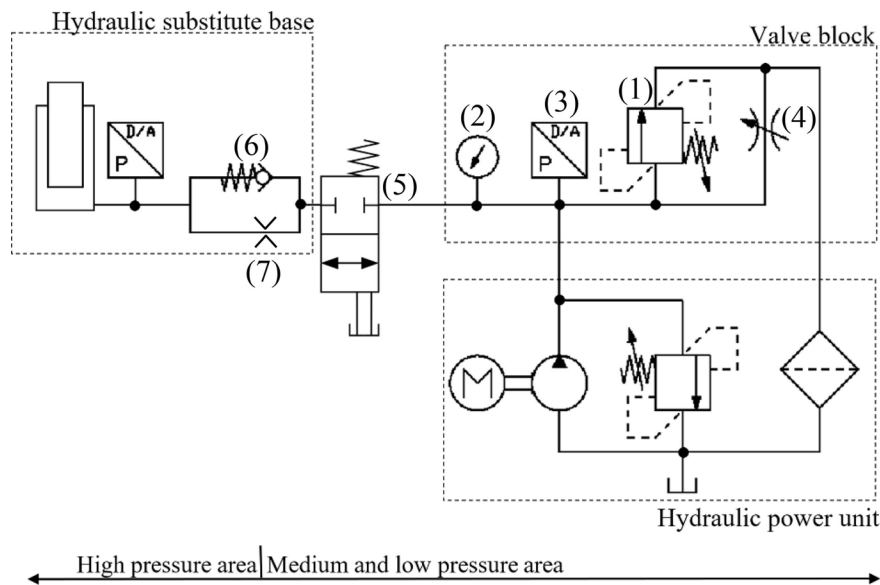 Hydraulic substitute base
Valve block
(1)
(2)
(3)
D/A
P
D/A
P
(4)
(6)
(5)
(7)
M
Hydraulic power unit
High pressure area
Medium and low pressure area